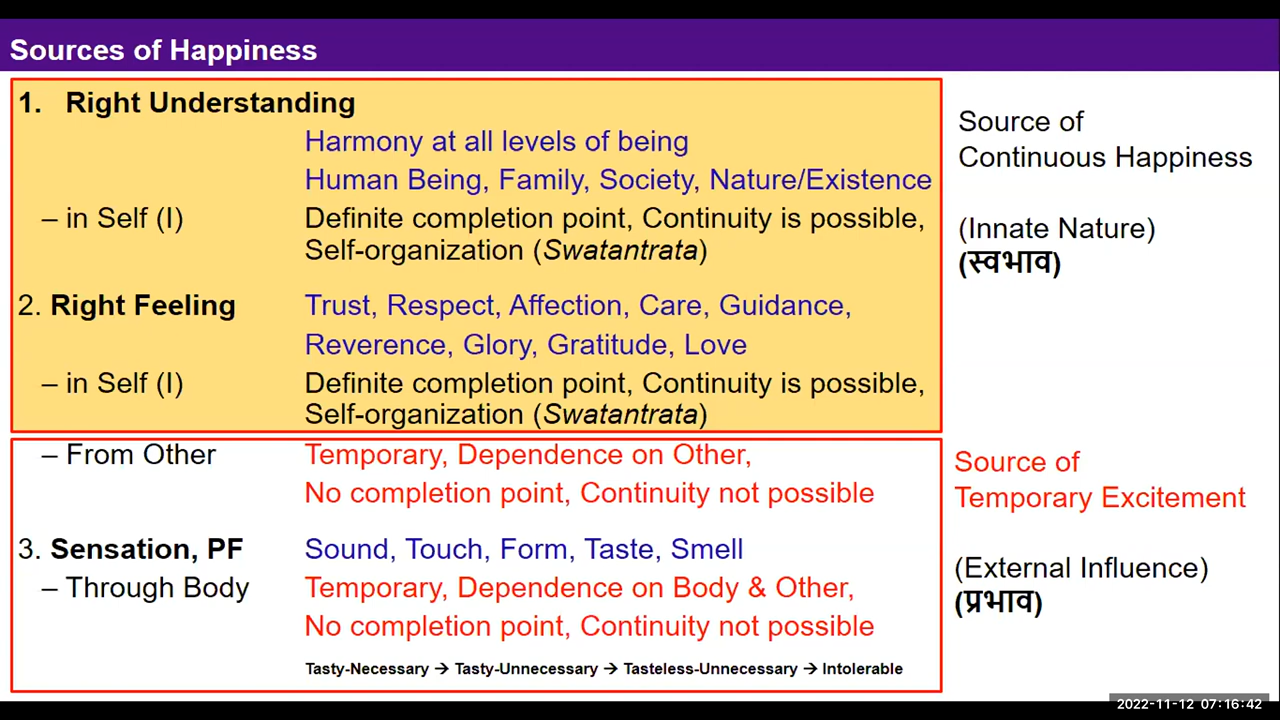 Sources of Happiness
1. Right Understanding
Harmony at all levels of being
Human Being, Family, Society, Nature/Existence
– in Self (I) Definite completion point, Continuity is possible,
Self-organization (Swatantrata)
2. Right Feeling Trust, Respect, Affection, Care, Guidance,
Reverence, Glory, Gratitude, Love
– in Self (I) Definite completion point, Continuity is possible,
Self-organization (Swatantrata)
Source of
Continuous Happiness
(Innate Nature)
(स्वभाव)
– From Other Temporary, Dependence on Other,
No completion point, Continuity not possible
3. Sensation, PF Sound, Touch, Form, Taste, Smell
– Through Body Temporary, Dependence on Body & Other,
No completion point, Continuity not possible
Tasty-Necessary → Tasty-Unnecessary → Tasteless-Unnecessary → Intolerable
Source of
Temporary Excitement
(External Influence)
(प्रभाव)
2022-11-12 07:16:42